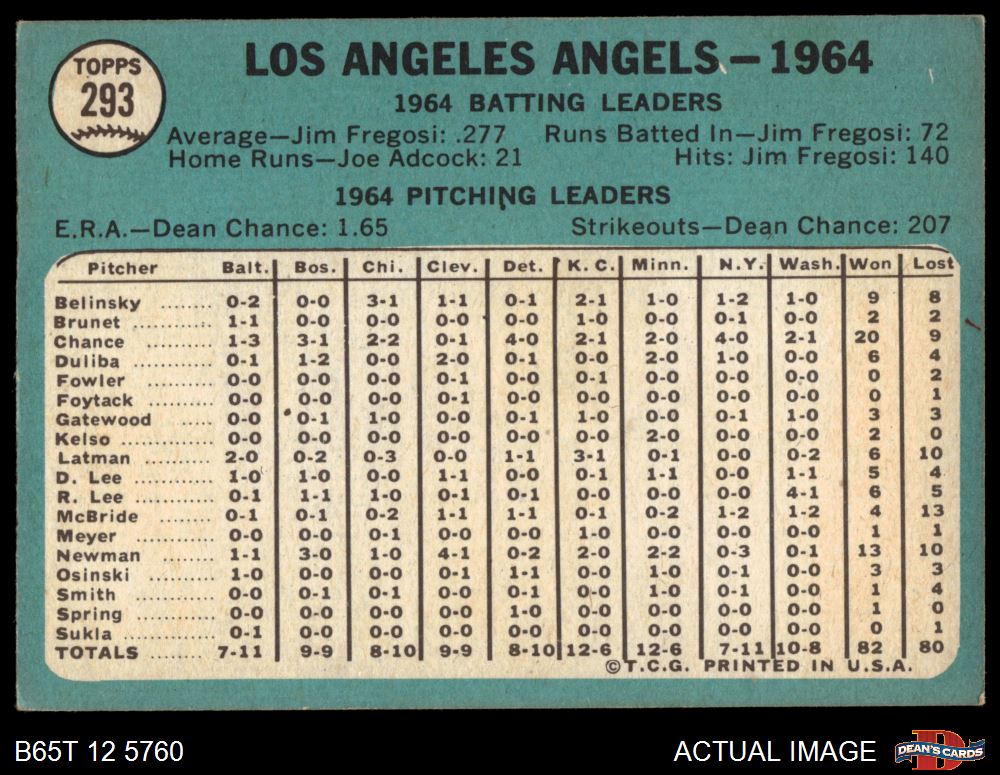 LOS ANGELES ANGELS—1964
TOPPS
293
1964 BATTING LEADERS
Average—Jim Fregosi: .277 Runs Batted In—Jim Fregosi: 72
Home Runs—Joe Adcock: 21 Hits: Jim Fregosi: 140
1964 PITCHING LEADERS
E.R.A.—Dean Chance: 1.65 Strikeouts—Dean Chance: 207
Pitcher Balt. Bos. Chi. Clev. Det. K. C. Minn. N.Y. Wash. Won Lost
Belinsky ........ 0-2 0-0 3-1 1-1 0-1 2-1 1-0 1-2 1-0 9 8
Brunet ............ 1-1 0-0 0-0 0-0 0-0 1-0 0-0 0-1 0-0 2 2
Chance .......... 1-3 3-1 2-2 0-1 4-0 2-1 2-0 4-0 2-1 20 9
Duliba ............ 0-1 1-2 0-0 2-0 0-1 0-0 2-0 1-0 0-0 6 4
Fowler ............ 0-0 0-0 0-0 0-1 0-0 0-1 0-0 0-0 0-0 0 2
Foytack .......... 0-0 0-0 0-0 0-0 0-0 0-0 0-1 0-0 0-0 0 1
Gatewood ..... 0-0 0-1 1-0 0-0 0-1 1-0 0-0 0-1 1-0 3 3
Kelso .............. 0-0 0-0 0-0 0-0 0-0 0-0 2-0 0-0 0-0 2 0
Latman .......... 2-0 0-2 0-3 0-0 1-1 3-1 0-1 0-0 0-2 6 10
D. Lee ............ 1-0 1-0 0-0 1-1 0-0 0-1 1-1 0-0 1-1 5 4
R. Lee ............ 0-1 1-1 1-0 0-1 0-1 0-0 0-0 0-0 4-1 6 5
McBride ........ 0-1 0-1 0-2 1-1 1-1 0-1 0-2 1-2 1-2 4 13
Meyer ............ 0-0 0-0 0-1 0-0 0-0 1-0 0-0 0-0 0-0 1 1
Newman ........ 1-1 3-0 1-0 4-1 0-2 2-0 2-2 0-3 0-1 13 10
Osinski .......... 1-0 0-0 0-0 0-1 1-1 0-0 1-0 0-1 0-0 3 3
Smith ............ 0-0 0-1 0-1 0-1 0-0 0-0 1-0 0-1 0-0 1 4
Spring ............ 0-0 0-0 0-0 0-0 1-0 0-0 0-0 0-0 0-0 1 0
Sukla .............. 0-1 0-0 0-0 0-0 0-0 0-0 0-0 0-0 0-0 0 1
TOTALS ........ 7-11 9-9 8-10 9-9 8-10 12-6 12-6 7-11 10-8 82 80
©T.C.G. PRINTED IN U.S.A.
B65T 12 5760 ACTUAL IMAGE DEAN'S CARDS